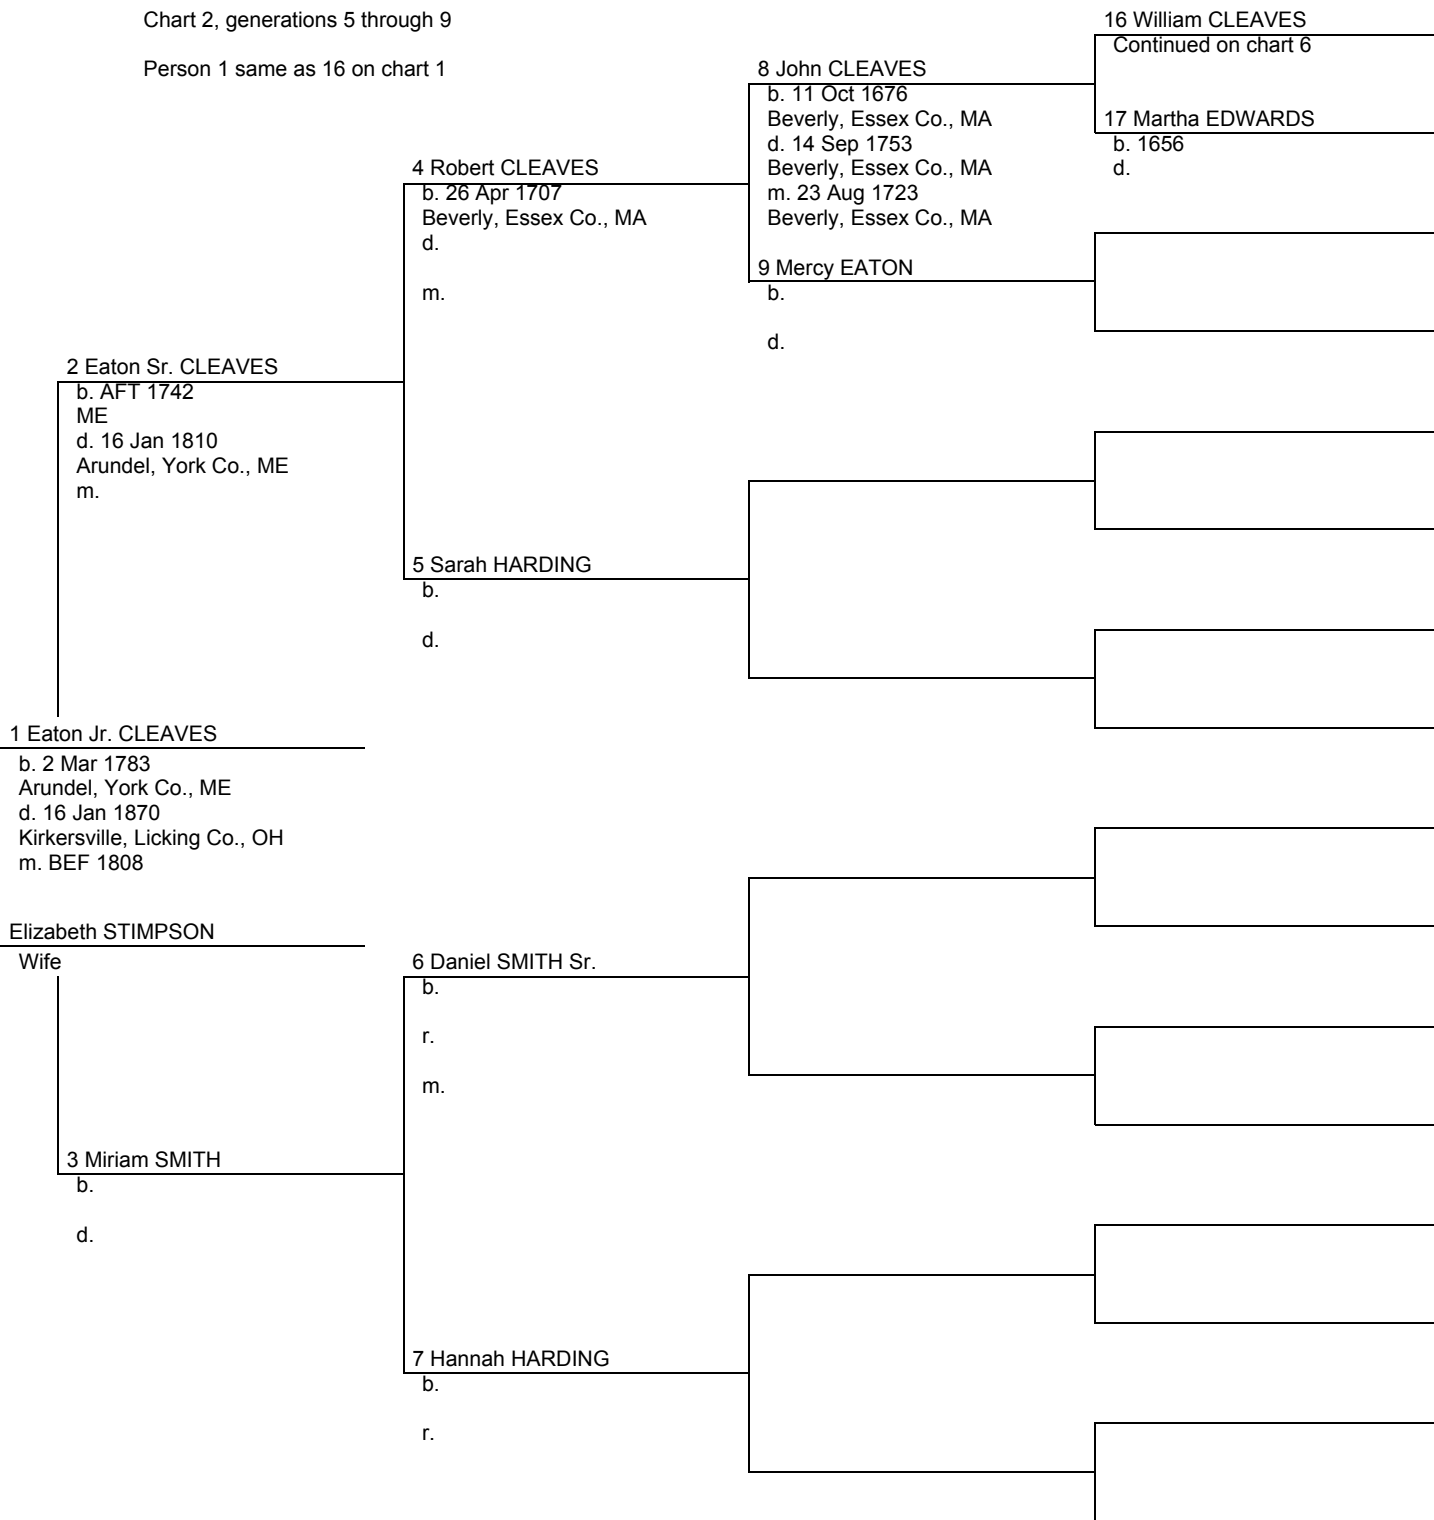 Chart 2, generations 5 through 9
Person 1 same as 16 on chart 1
16 William CLEAVES
Continued on chart 6
8 John CLEAVES
b. 11 Oct 1676
Beverly, Essex Co., MA
d. 14 Sep 1753
Beverly, Essex Co., MA
m. 23 Aug 1723
Beverly, Essex Co., MA
17 Martha EDWARDS
b. 1656
d.
4 Robert CLEAVES
b. 26 Apr 1707
Beverly, Essex Co., MA
d.
m.
9 Mercy EATON
b.
d.
2 Eaton Sr. CLEAVES
b. AFT 1742
ME
d. 16 Jan 1810
Arundel, York Co., ME
m.
5 Sarah HARDING
b.
d.
1 Eaton Jr. CLEAVES
b. 2 Mar 1783
Arundel, York Co., ME
d. 16 Jan 1870
Kirkersville, Licking Co., OH
m. BEF 1808
Elizabeth STIMPSON
Wife
6 Daniel SMITH Sr.
b.
r.
m.
3 Miriam SMITH
b.
d.
7 Hannah HARDING
b.
r.